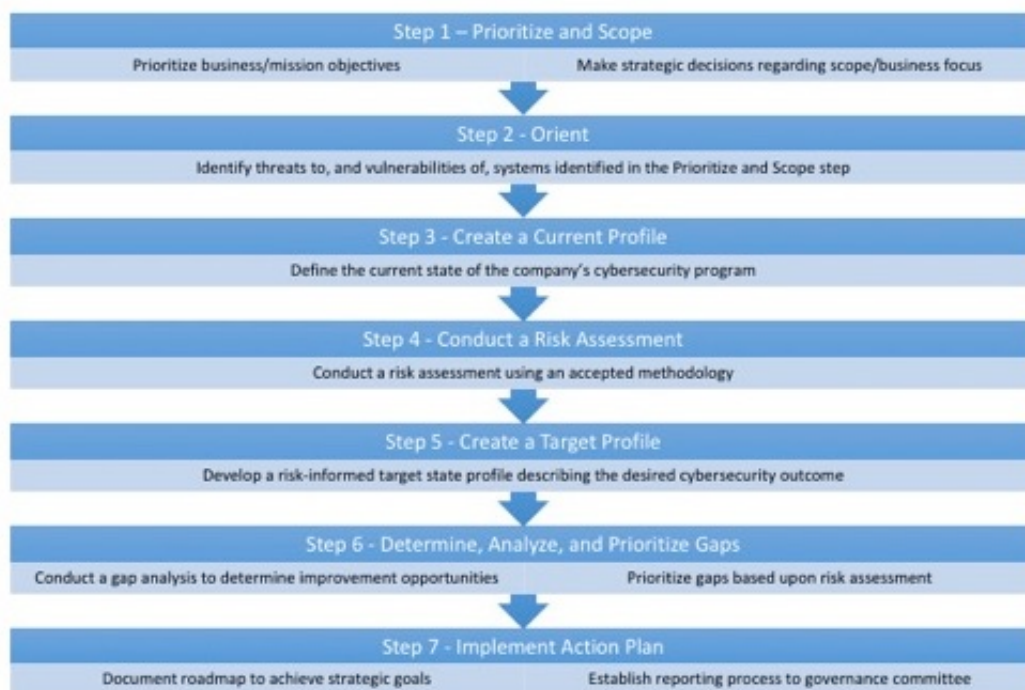 Step 1 – Prioritize and Scope
Prioritize business/mission objectives
Make strategic decisions regarding scope/business focus
Step 2 - Orient
Identify threats to, and vulnerabilities of, systems identified in the Prioritize and Scope step
Step 3 - Create a Current Profile
Define the current state of the company's cybersecurity program
Step 4 - Conduct a Risk Assessment
Conduct a risk assessment using an accepted methodology
Step 5 - Create a Target Profile
Develop a risk-informed target state profile describing the desired cybersecurity outcome
Step 6 - Determine, Analyze, and Prioritize Gaps
Conduct a gap analysis to determine improvement opportunities
Prioritize gaps based upon risk assessment
Step 7 - Implement Action Plan
Document roadmap to achieve strategic goals
Establish reporting process to governance committee